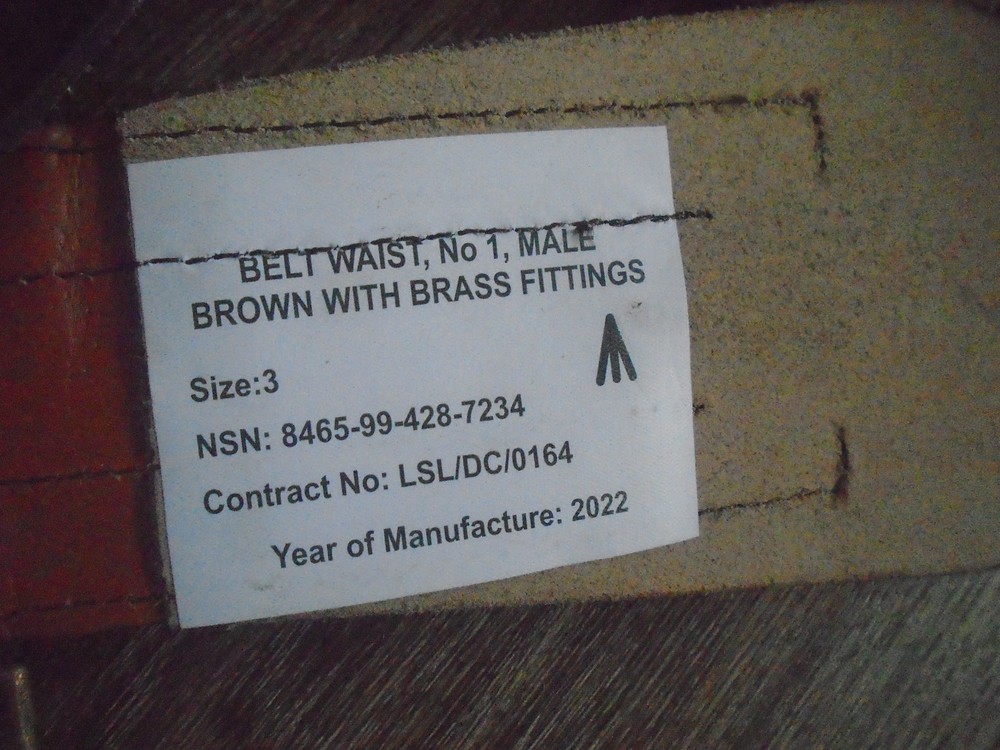 BELT WAIST, No 1, MALE
BROWN WITH BRASS FITTINGS
Size:3
NSN: 8465-99-428-7234
Contract No: LSL/DC/0164
Year of Manufacture: 2022